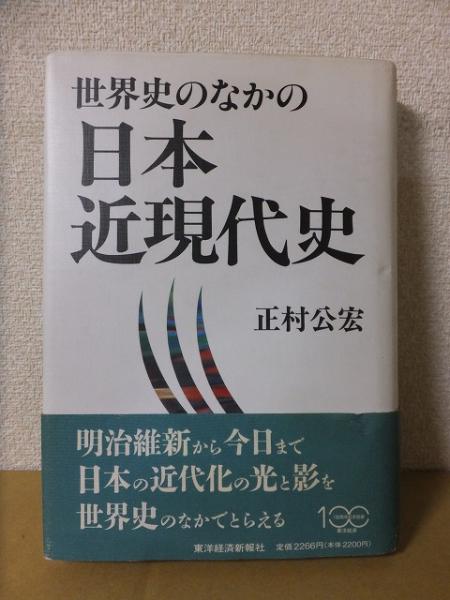 世界史のなかの
日本
近現代史
正村公宏
明治維新から今日まで
日本の近代化の光と影を
世界史のなかでとらえる
100
東洋経済新報社 定価2266円(本体2200円)